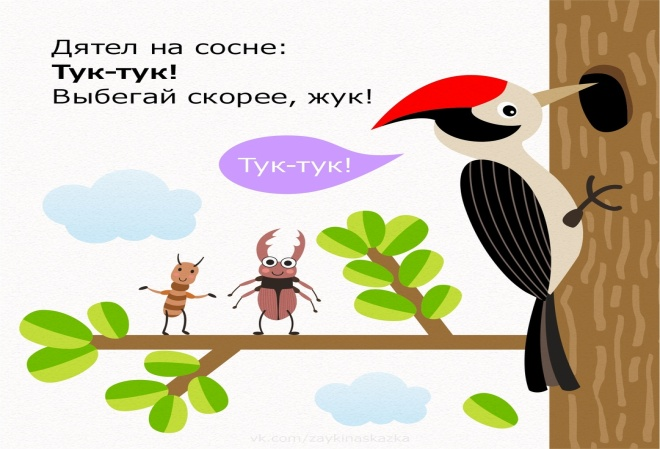 Дятел на сосне:
Тук-тук!
Выбегай скорее, жук!
Тук-тук!
vk.com/zaykinaskazka